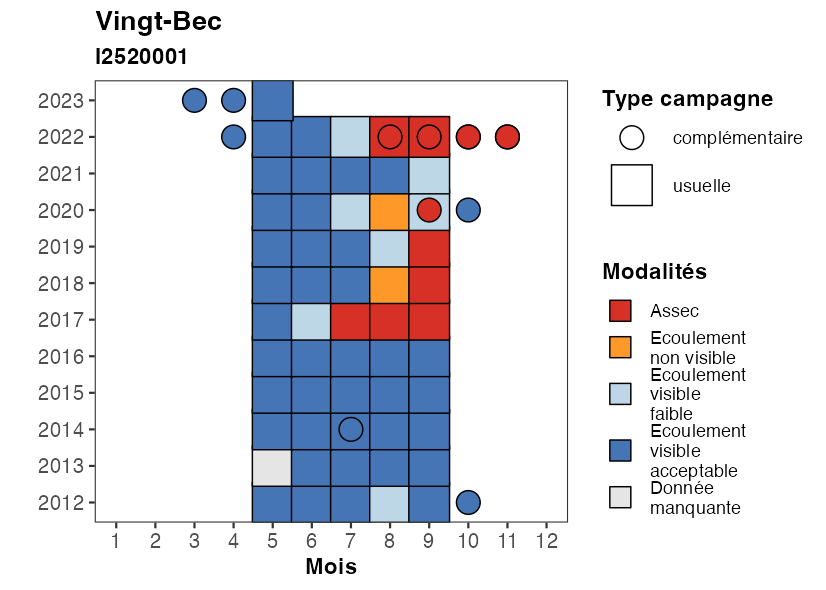 Vingt-Bec
I2520001
2023
2022
2021
2020
2019
2018
2017
2016
2015
2014
2013
2012
1 2 3 4 5 6 7 8 9 10 11 12
Mois
Type campagne
complémentaire
usuelle
Modalités
Assec
Ecoulement
non visible
Ecoulement
visible
faible
Ecoulement
visible
acceptable
Donnée
manquante